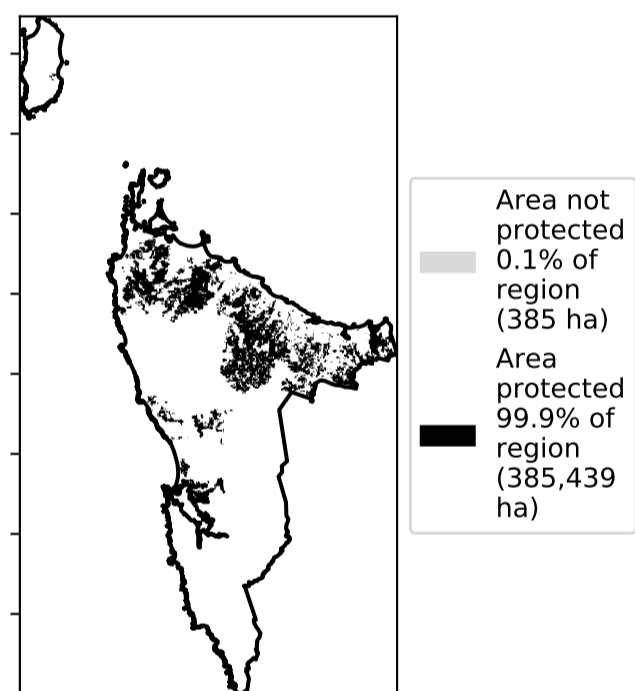 Area not
protected
0.1% of
region
(385 ha)
Area
protected
99.9% of
region
(385,439
ha)